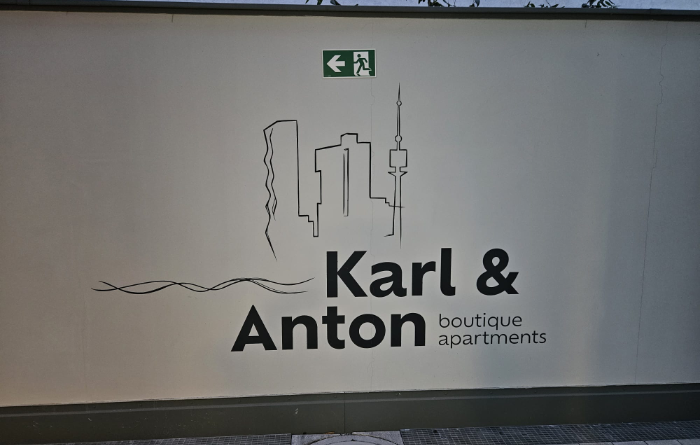 Karl &
Anton boutique
apartments